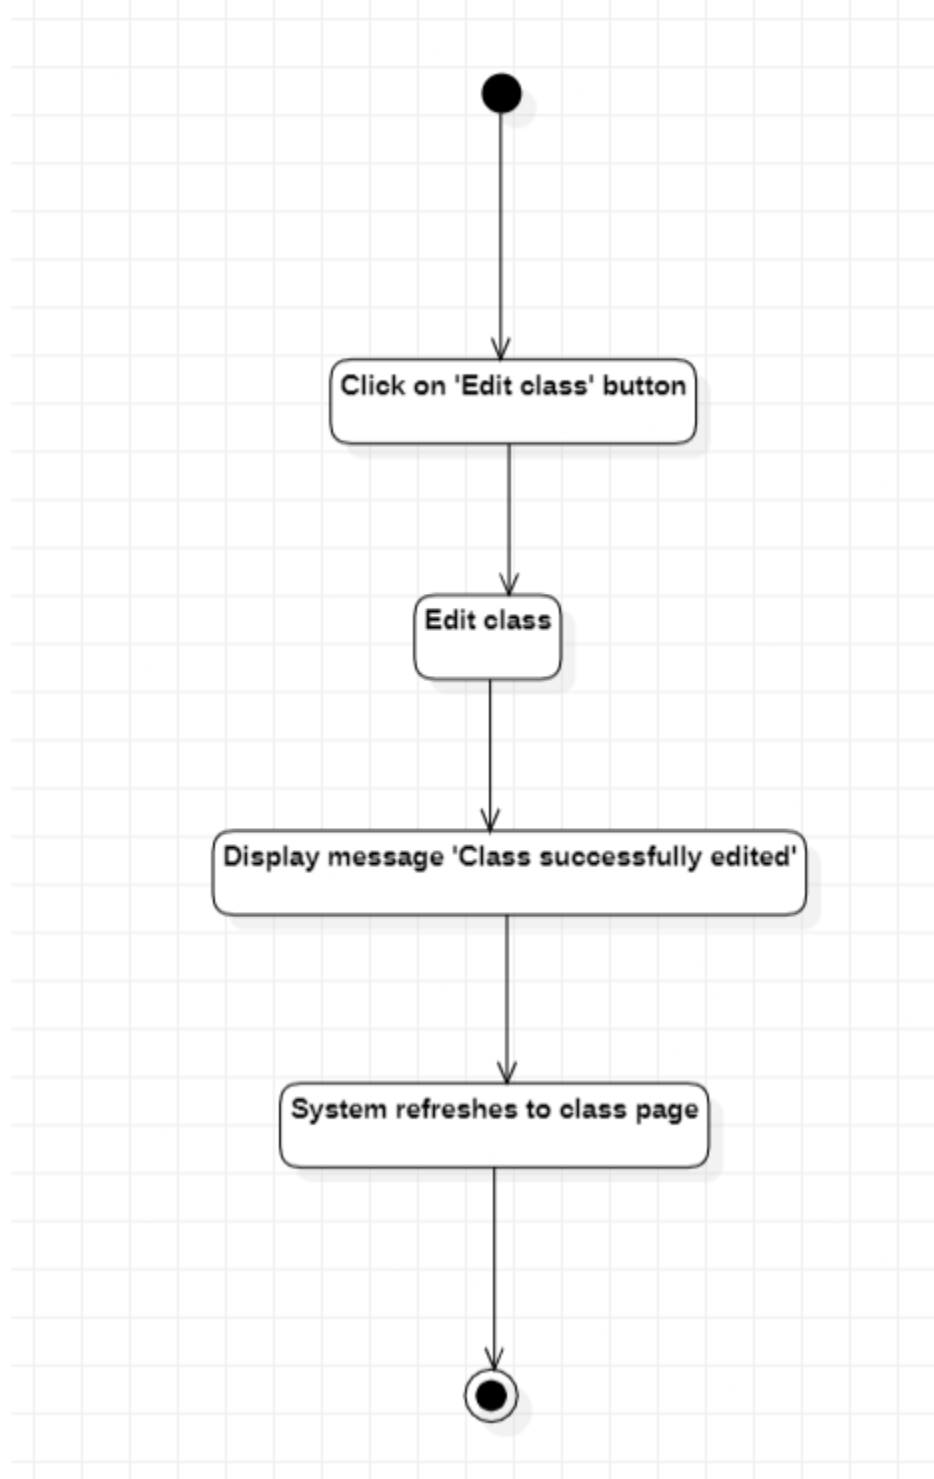 Click on 'Edit class' button
Edit class
Display message 'Class successfully edited'
System refreshes to class page